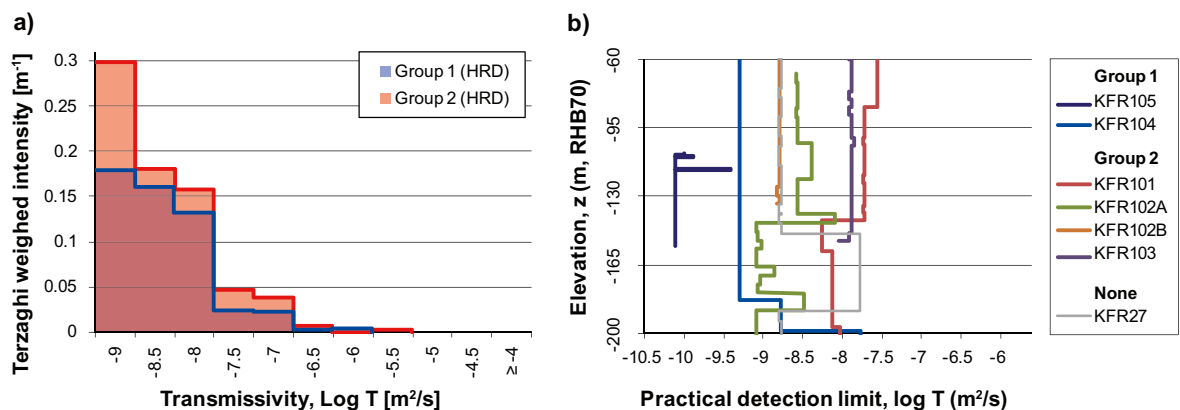 a)
Terzaghi weighed intensity [m-1]
0.3
0.25
0.2
0.15
0.1
0.05
0
Group 1 (HRD)
Group 2 (HRD)
-9
-8.5
-8
-7.5
-7
-6.5
-6
-5.5
-5
-4.5
≥-4
Transmissivity, Log T [m2/s]
b)
Elevation, z (m, RHB70)
-60
-95
-130
-165
-200
-10.5
-10
-9.5
-9
-8.5
-8
-7.5
-7
-6.5
-6
Practical detection limit, log T (m2/s)
Group 1
KFR105
KFR104
Group 2
KFR101
KFR102A
KFR102B
KFR103
None
KFR27